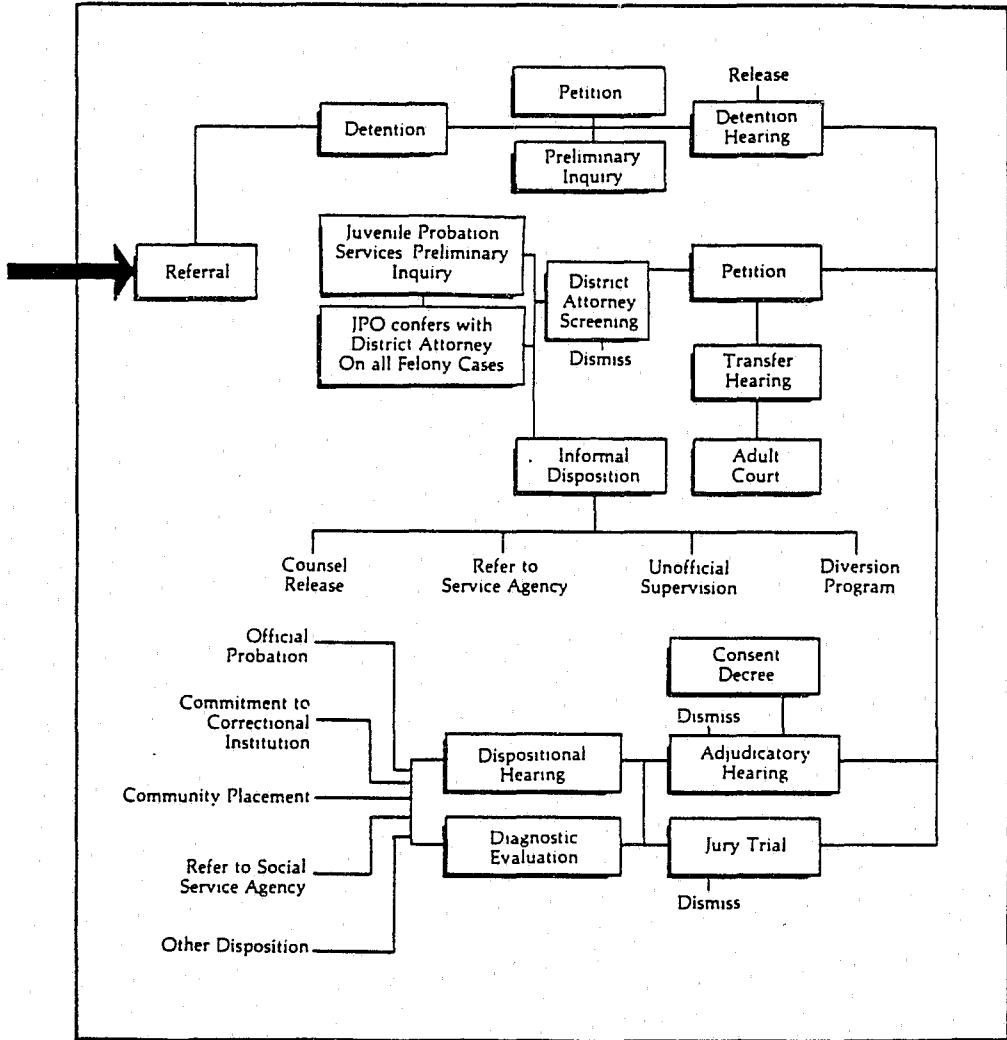 Release
Petition
Detention
Detention
Hearing
Preliminary
Inquiry
Referral
Juvenile Probation
Services Preliminary
Inquiry
JPO confers with
District Attorney
On all Felony Cases
District
Attorney
Screening
Dismiss
Petition
Transfer
Hearing
Adult
Court
Informal
Disposition
Counsel
Release
Refer to
Service Agency
Unofficial
Supervision
Diversion
Program
Official
Probation
Commitment to
Correctional
Institution
Community Placement
Refer to Social
Service Agency
Other Disposition
Dispositional
Hearing
Diagnostic
Evaluation
Consent
Decree
Dismiss
Adjudicatory
Hearing
Jury Trial
Dismiss